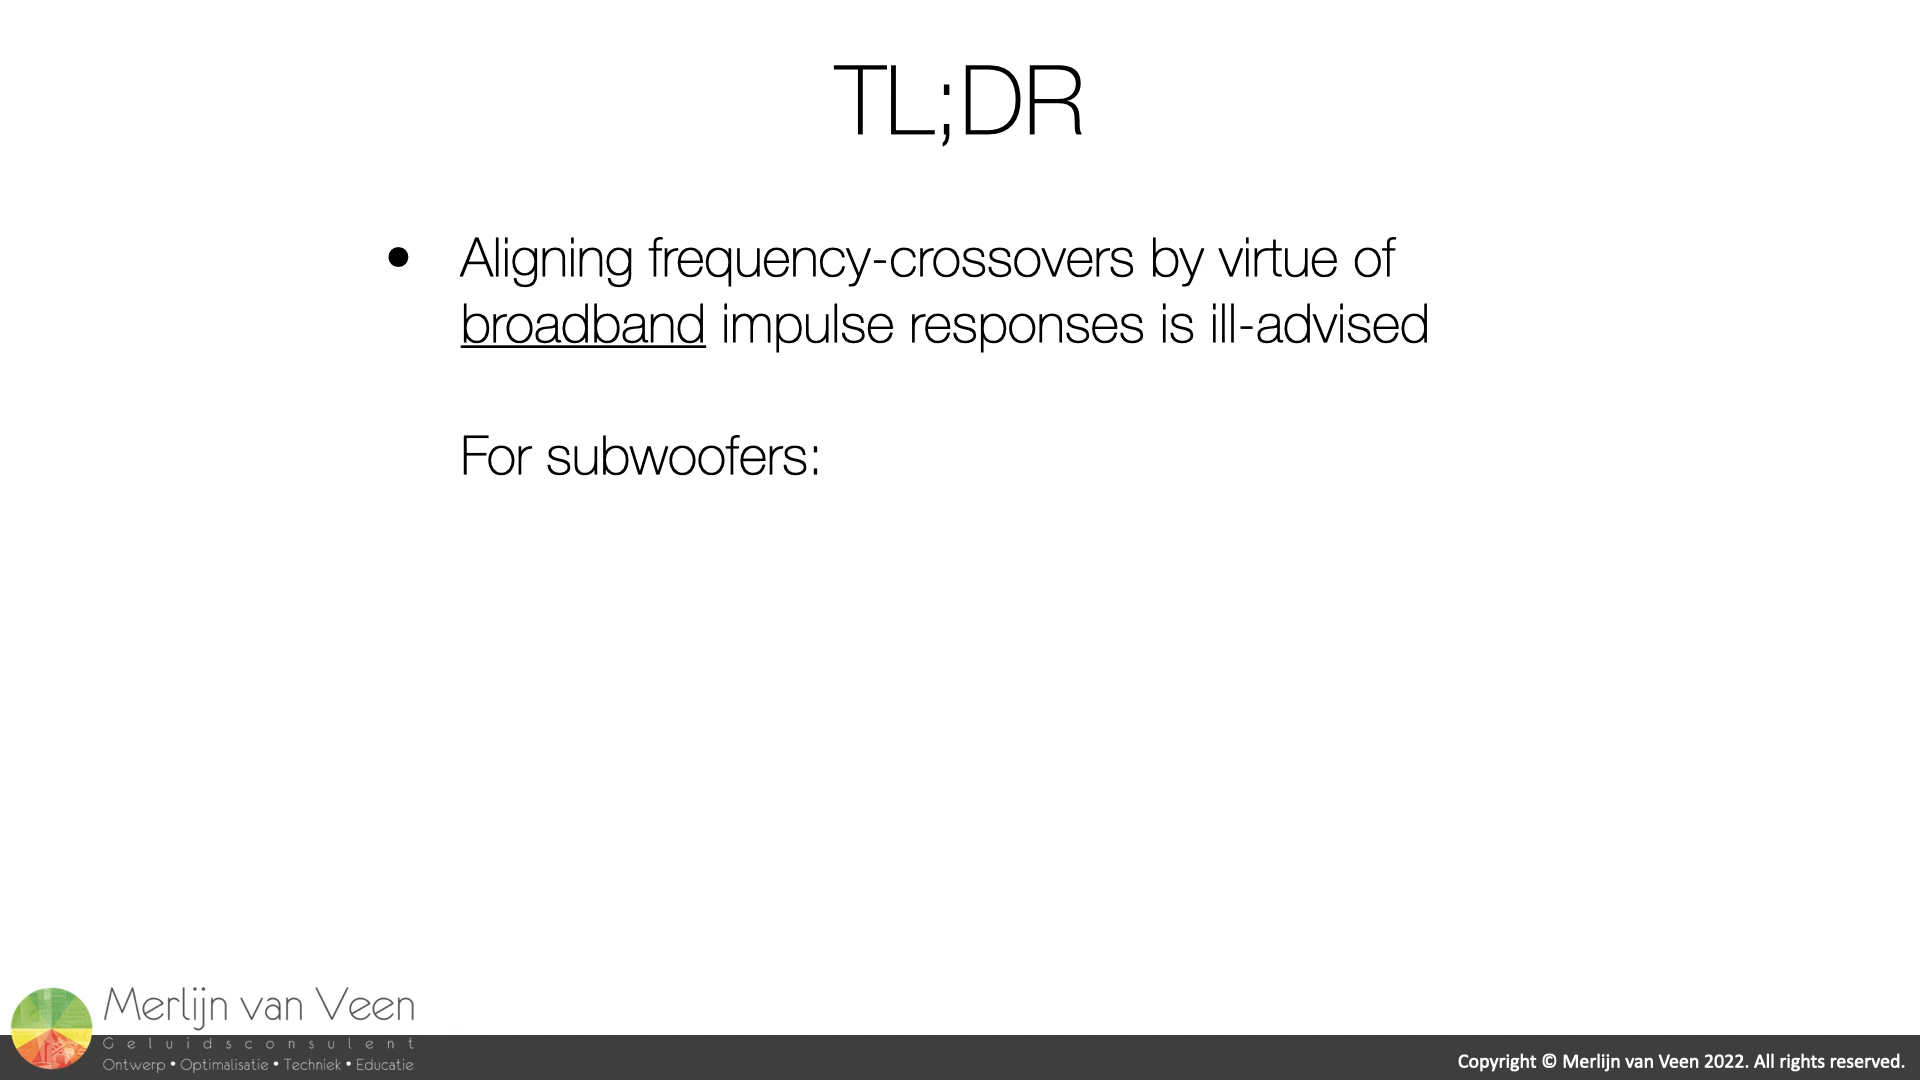 TL;DR
• Aligning frequency-crossovers by virtue of
broadband impulse responses is ill-advised
For subwoofers:
Merlijn van Veen
Geluidsconsulent
Ontwerp • Optimalisatie • Techniek • Educatie
Copyright © Merlijn van Veen 2022. All rights reserved.